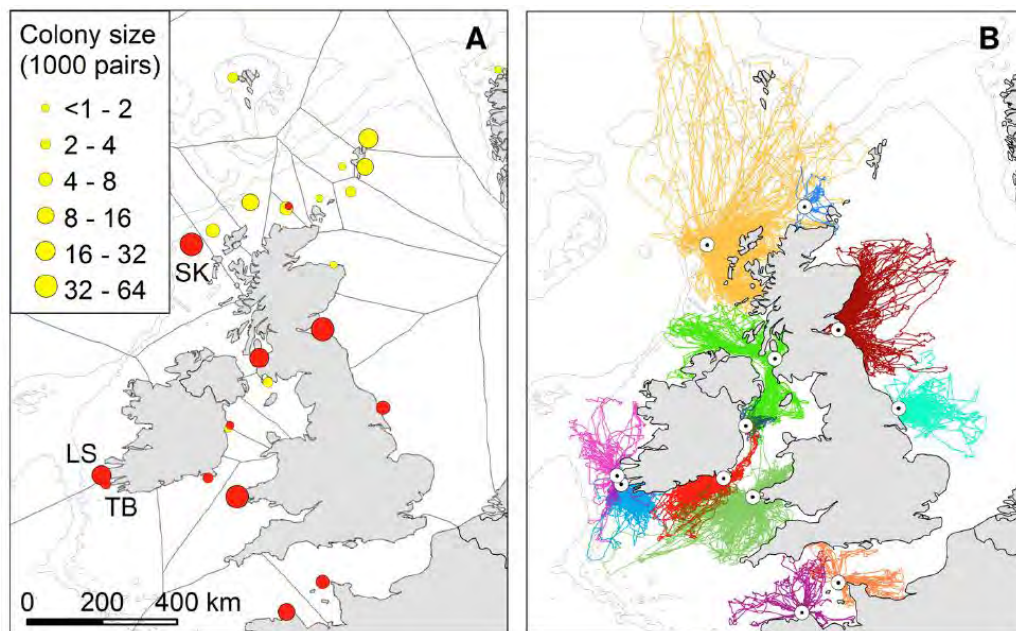 Colony size
(1000 pairs)
<1 - 2
2 - 4
4 - 8
8 - 16
16 - 32
32 - 64
A
B
SK
LS
TB
0 200 400 km